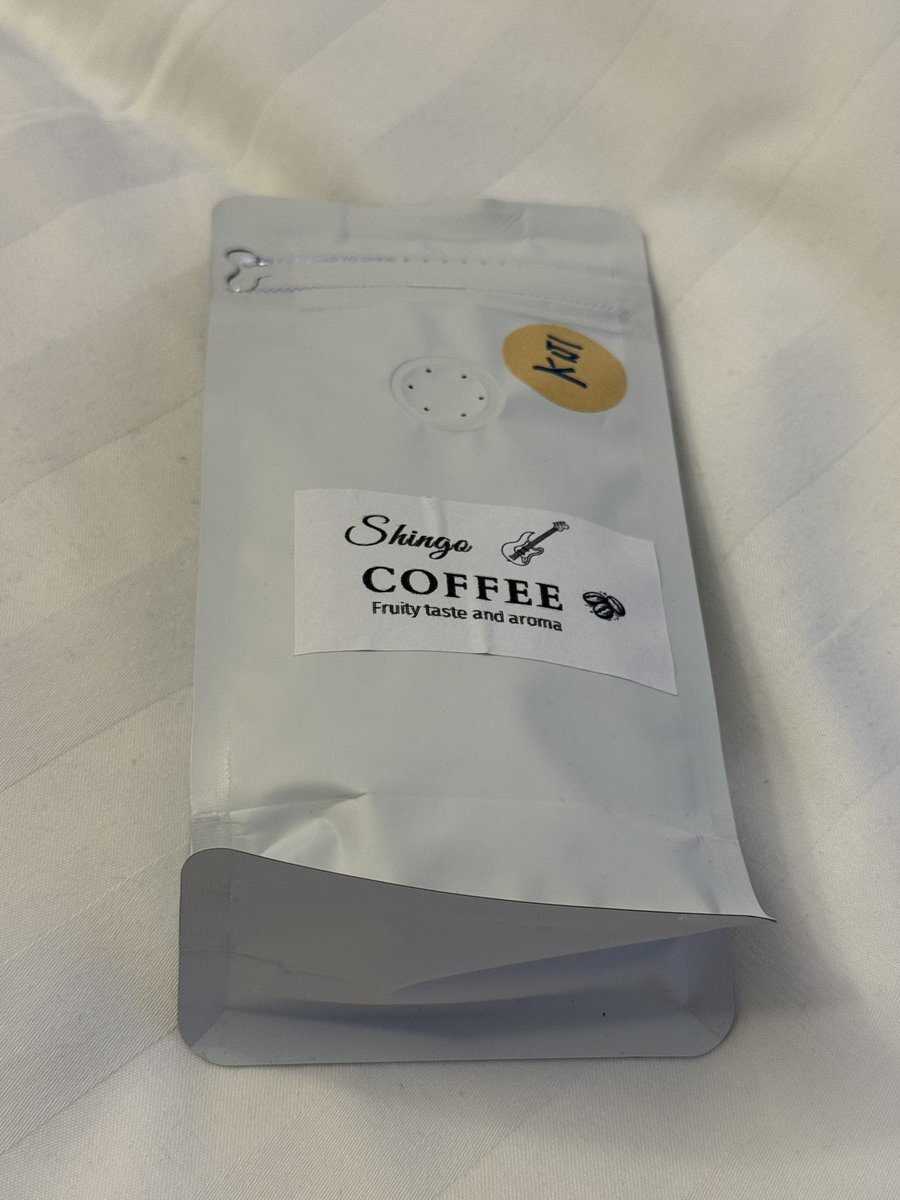 Shingo
COFFEE
Fruity taste and aroma